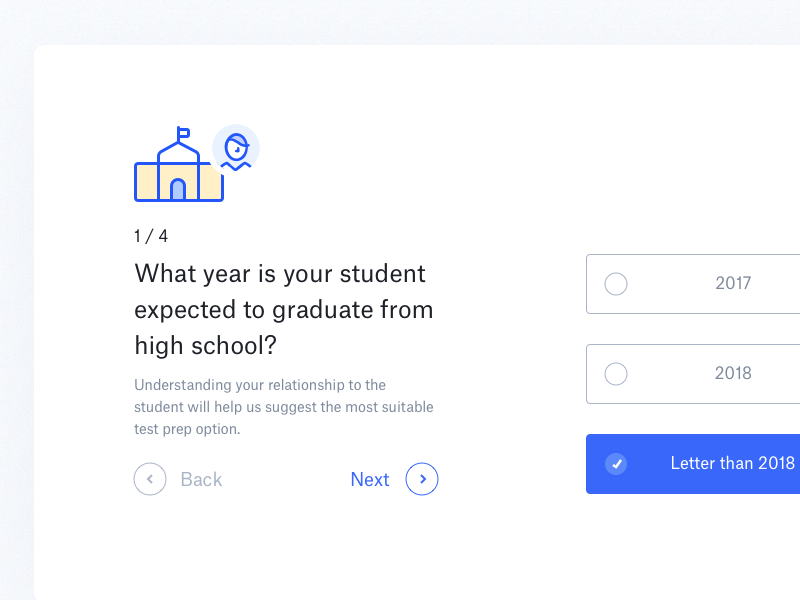 1 / 4
What year is your student
expected to graduate from
high school?
Understanding your relationship to the
student will help us suggest the most suitable
test prep option.
Back
Next
2017
2018
Letter than 2018